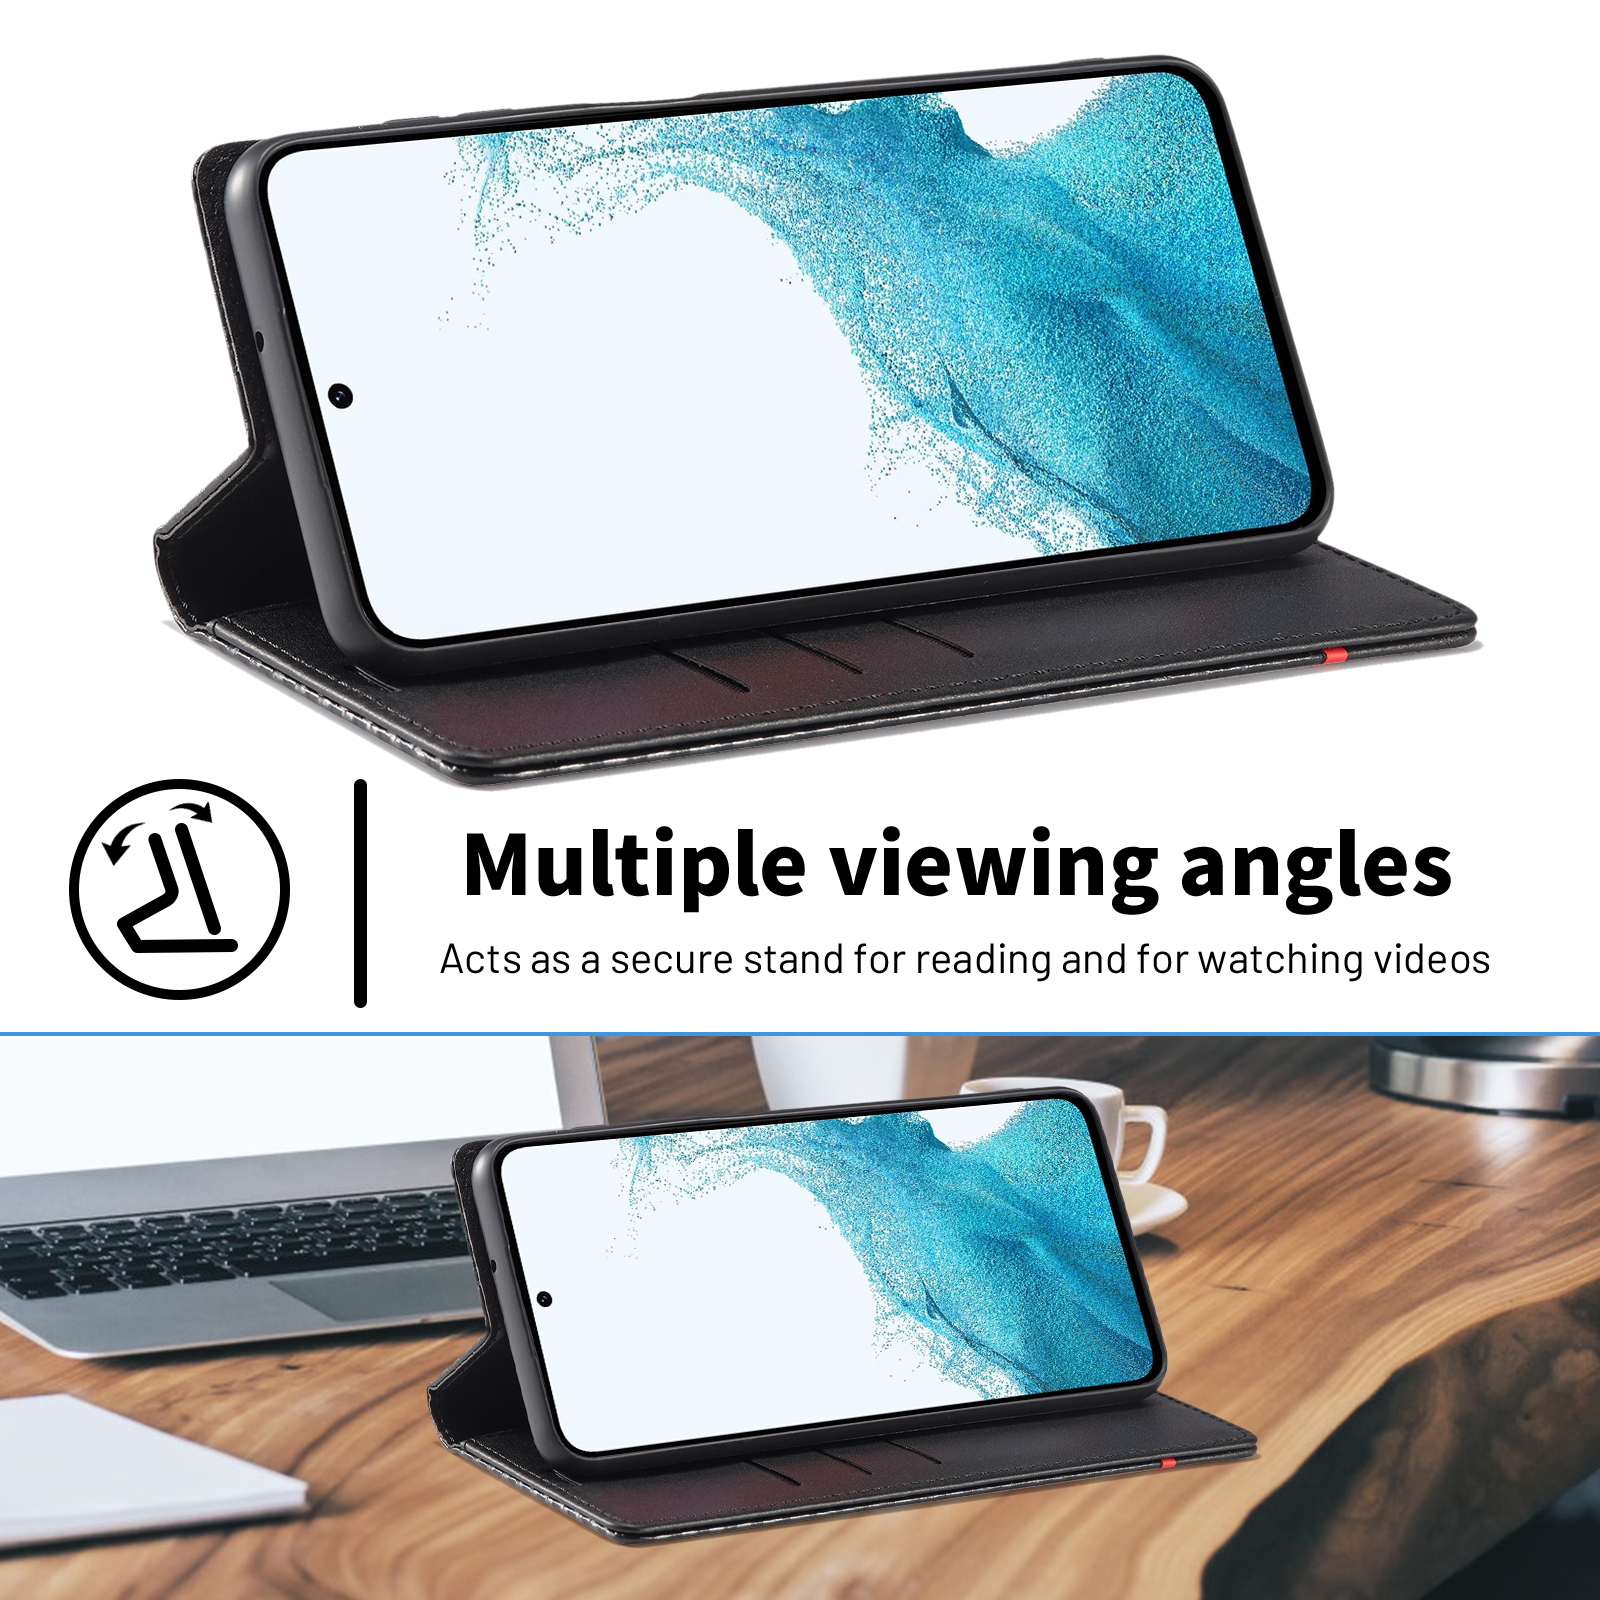 Multiple viewing angles
Acts as a secure stand for reading and for watching videos